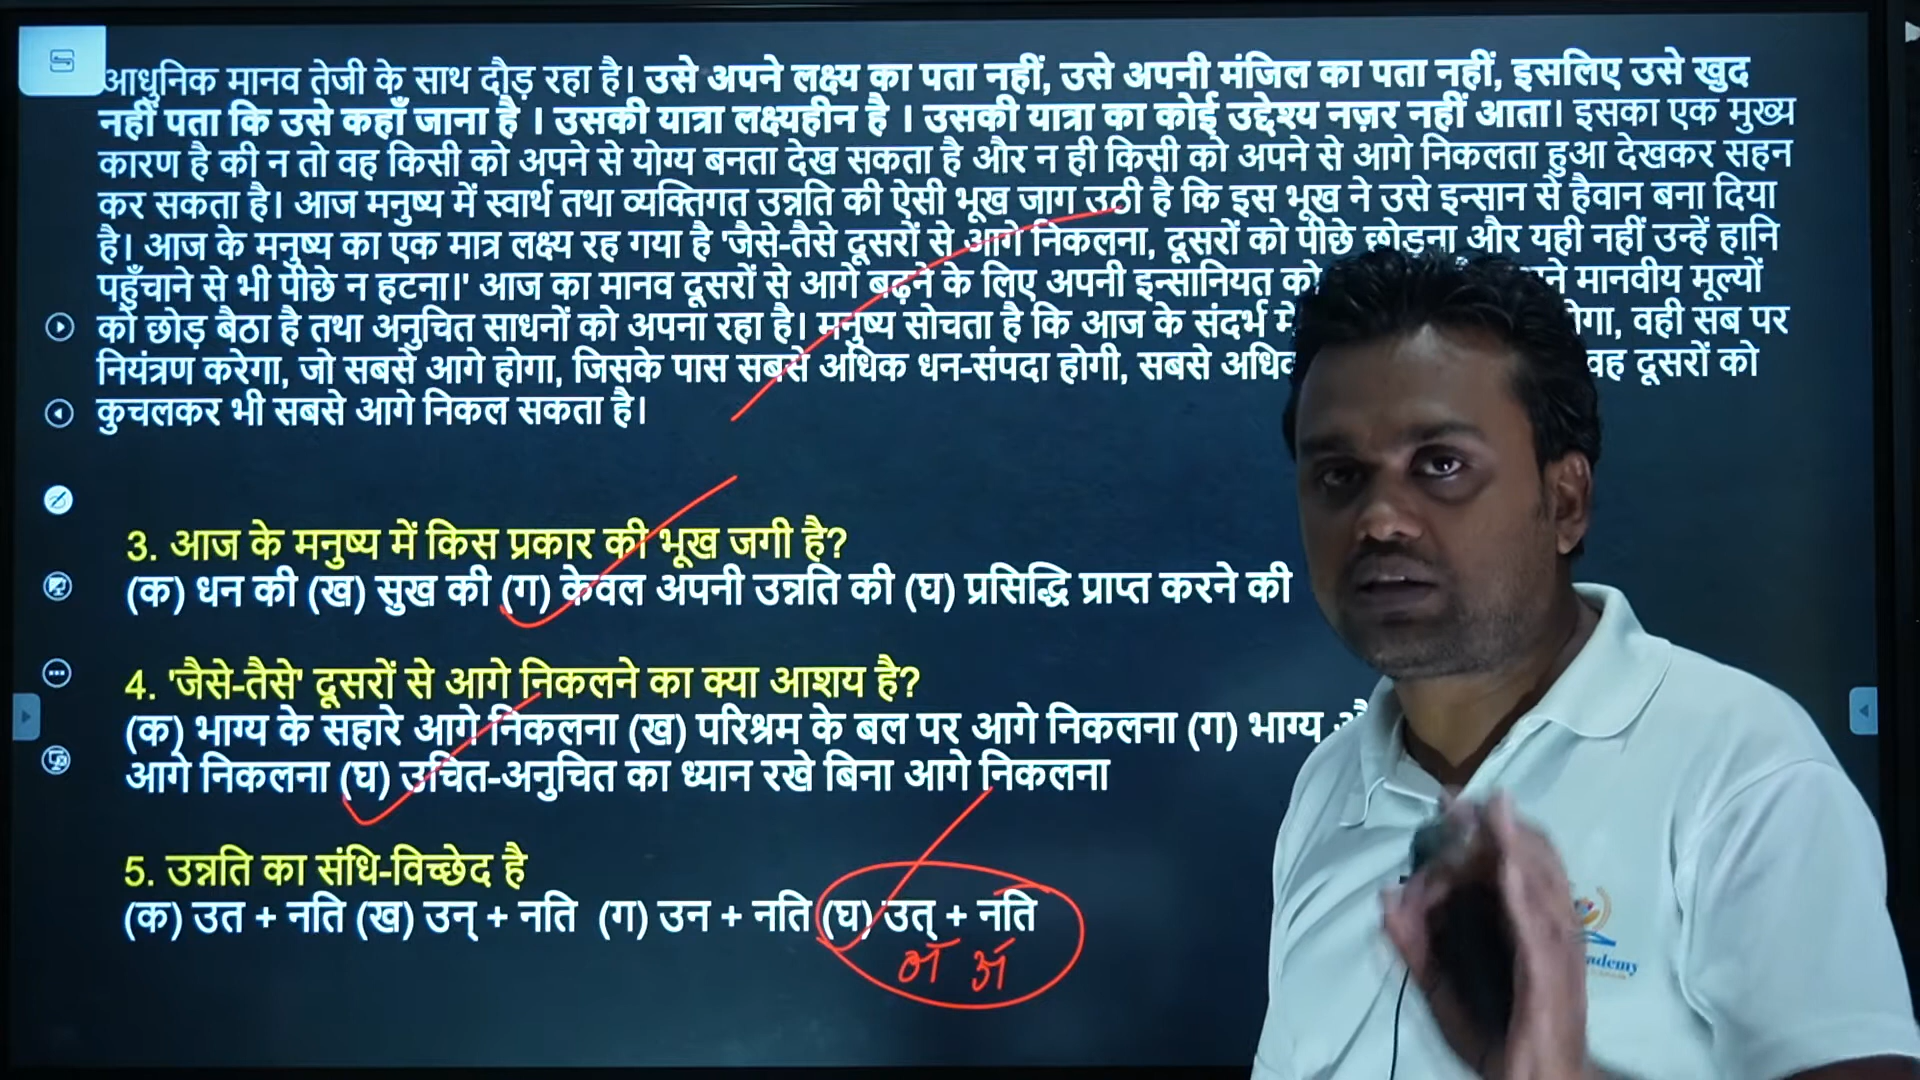 आधुनिक मानव तेजी के साथ दौड़ रहा है। उसे अपने लक्ष्य का पता नहीं, उसे अपनी मंजिल का पता नहीं, इसलिए उसे खुद
नहीं पता कि उसे कहाँ जाना है । उसकी यात्रा लक्ष्यहीन है । उसकी यात्रा का कोई उद्देश्य नज़र नहीं आता। इसका एक मुख्य
कारण है की न तो वह किसी को अपने से योग्य बनता देख सकता है और न ही किसी को अपने से आगे निकलता हुआ देखकर सहन
कर सकता है। आज मनुष्य में स्वार्थ तथा व्यक्तिगत उन्नति की ऐसी भूख जाग उठी है कि इस भूख ने उसे इन्सान से हैवान बना दिया
है। आज के मनुष्य का एक मात्र लक्ष्य रह गया है 'जैसे-तैसे दूसरों से आगे निकलना, दूसरों को पीछे छोड़ना और यही नहीं उन्हें हानि
पहुँचाने से भी पीछे न हटना।' आज का मानव दूसरों से आगे बढ़ने के लिए अपनी इन्सानियत को मानवीय मूल्यों
को छोड़ बैठा है तथा अनुचित साधनों को अपना रहा है। मनुष्य सोचता है कि आज के संदर्भ वही सब पर
नियंत्रण करेगा, जो सबसे आगे होगा, जिसके पास सबसे अधिक धन-संपदा होगी, सबसे वह दूसरों को
कुचलकर भी सबसे आगे निकल सकता है।
3. आज के मनुष्य में किस प्रकार की भूख जगी है?
(क) धन की (ख) सुख की (ग) केवल अपनी उन्नति की (घ) प्रसिद्धि प्राप्त करने की
4. 'जैसे-तैसे' दूसरों से आगे निकलने का क्या आशय है?
(क) भाग्य के सहारे आगे निकलना (ख) परिश्रम के बल पर आगे निकलना (ग) भाग्य
आगे निकलना (घ) उचित-अनुचित का ध्यान रखे बिना आगे निकलना
5. उन्नति का संधि-विच्छेद है
(क) उत + नति (ख) उन् + नति (ग) उन + नति (घ) उत् + नति